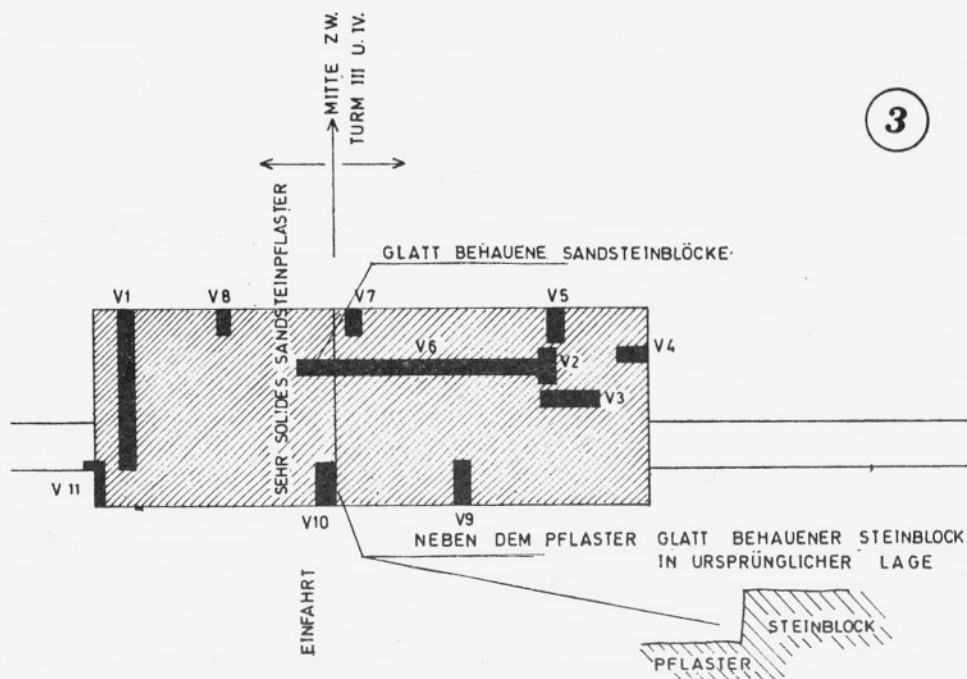 MITTE ZW.
TURM III U. IV.
3
SEHR SOLIDES SANDSTEINPFLASTER
GLATT BEHAUENE SANDSTEINBLÖCKE
V1
V8
V7
V5
V6
V2
V4
V3
V 11
V10
V9
NEBEN DEM PFLASTER GLATT BEHAUENER STEINBLOCK
IN URSPRÜNGLICHER LAGE
EINFAHRT
STEINBLOCK
PFLASTER